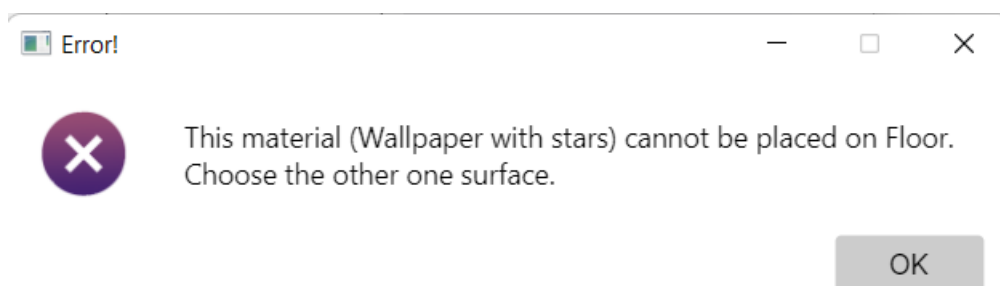 Error!
This material (Wallpaper with stars) cannot be placed on Floor.
Choose the other one surface.
OK